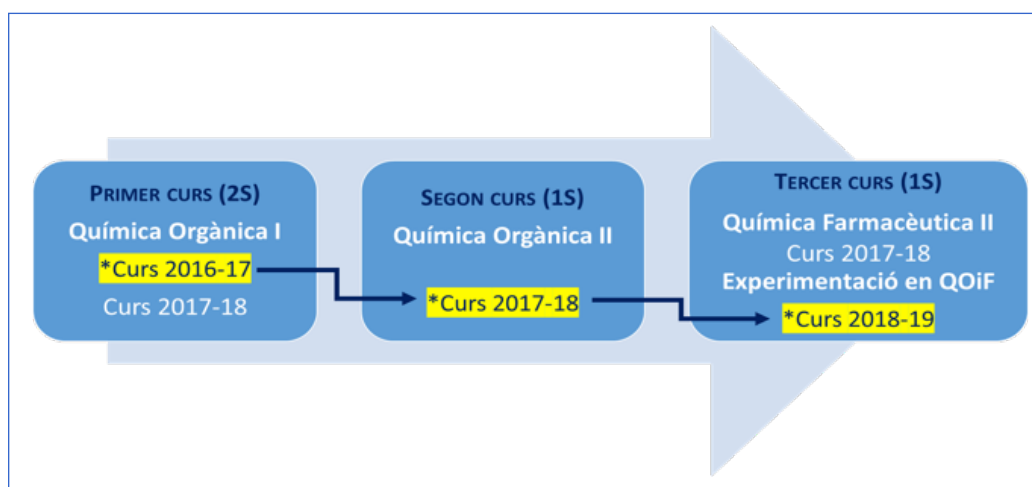 PRIMER CURS (2S)
Química Orgànica I
*Curs 2016-17
Curs 2017-18
SEGON CURS (1S)
Química Orgànica II
*Curs 2017-18
TERCER CURS (1S)
Química Farmacèutica II
Curs 2017-18
Experimentació en QOiF
*Curs 2018-19